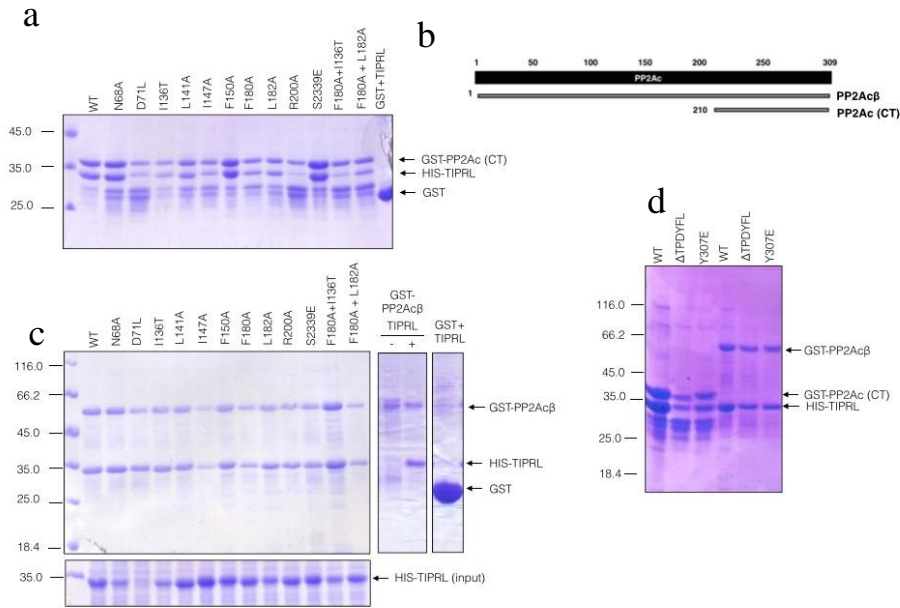 a
WT
N68A
D71L
I136T
L141A
I147A
F150A
F180A
L182A
R200A
S2339E
F180A+I136T
F180A + L182A
GST+TIPRL
45.0
35.0
25.0
GST-PP2Ac (CT)
HIS-TIPRL
GST
b
1 50 100 150 200 250 309
PP2Ac
1 PP2Acβ
210 PP2Ac (CT)
c
WT
N68A
D71L
I136T
L141A
I147A
F150A
F180A
L182A
R200A
S2339E
F180A+I136T
F180A + L182A
GST-
PP2Acβ
TIPRL
- +
GST+
TIPRL
116.0
66.2
45.0
35.0
25.0
18.4
GST-PP2Acβ
HIS-TIPRL
GST
35.0
HIS-TIPRL (input)
d
WT
ΔTPDYFL
Y307E
WT
ΔTPDYFL
Y307E
116.0
66.2
45.0
35.0
25.0
18.4
GST-PP2Acβ
GST-PP2Ac (CT)
HIS-TIPRL